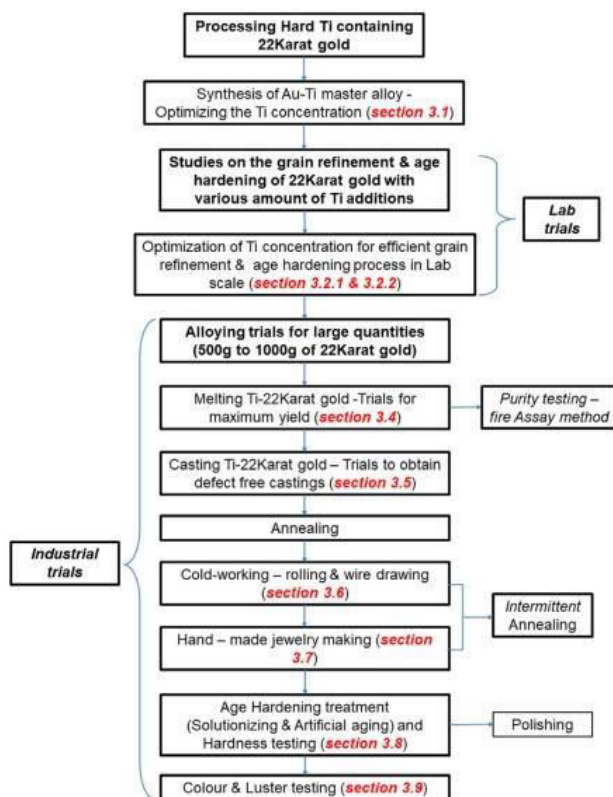 Processing Hard Ti containing
22Karat gold
Synthesis of Au-Ti master alloy -
Optimizing the Ti concentration (section 3.1)
Studies on the grain refinement & age
hardening of 22Karat gold with
various amount of Ti additions
Lab
trials
Optimization of Ti concentration for efficient grain
refinement & age hardening process in Lab
scale (section 3.2.1 & 3.2.2)
Alloying trials for large quantities
(500g to 1000g of 22Karat gold)
Melting Ti-22Karat gold -Trials for
maximum yield (section 3.4)
Purity testing –
fire Assay method
Casting Ti-22Karat gold – Trials to obtain
defect free castings (section 3.5)
Annealing
Industrial
trials
Cold-working – rolling & wire drawing
(section 3.6)
Intermittent
Annealing
Hand – made jewelry making (section
3.7)
Age Hardening treatment
(Solutionizing & Artificial aging) and
Hardness testing (section 3.8)
Polishing
Colour & Luster testing (section 3.9)